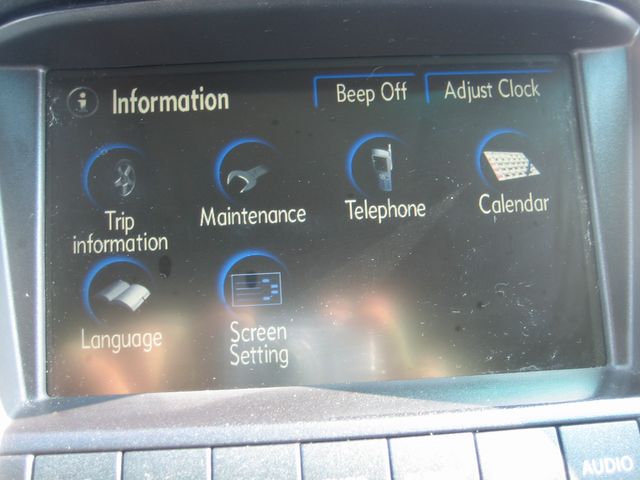 i Information
Beep Off
Adjust Clock
Trip
information
Maintenance
Telephone
Calendar
Language
Screen
Setting
AUDIO